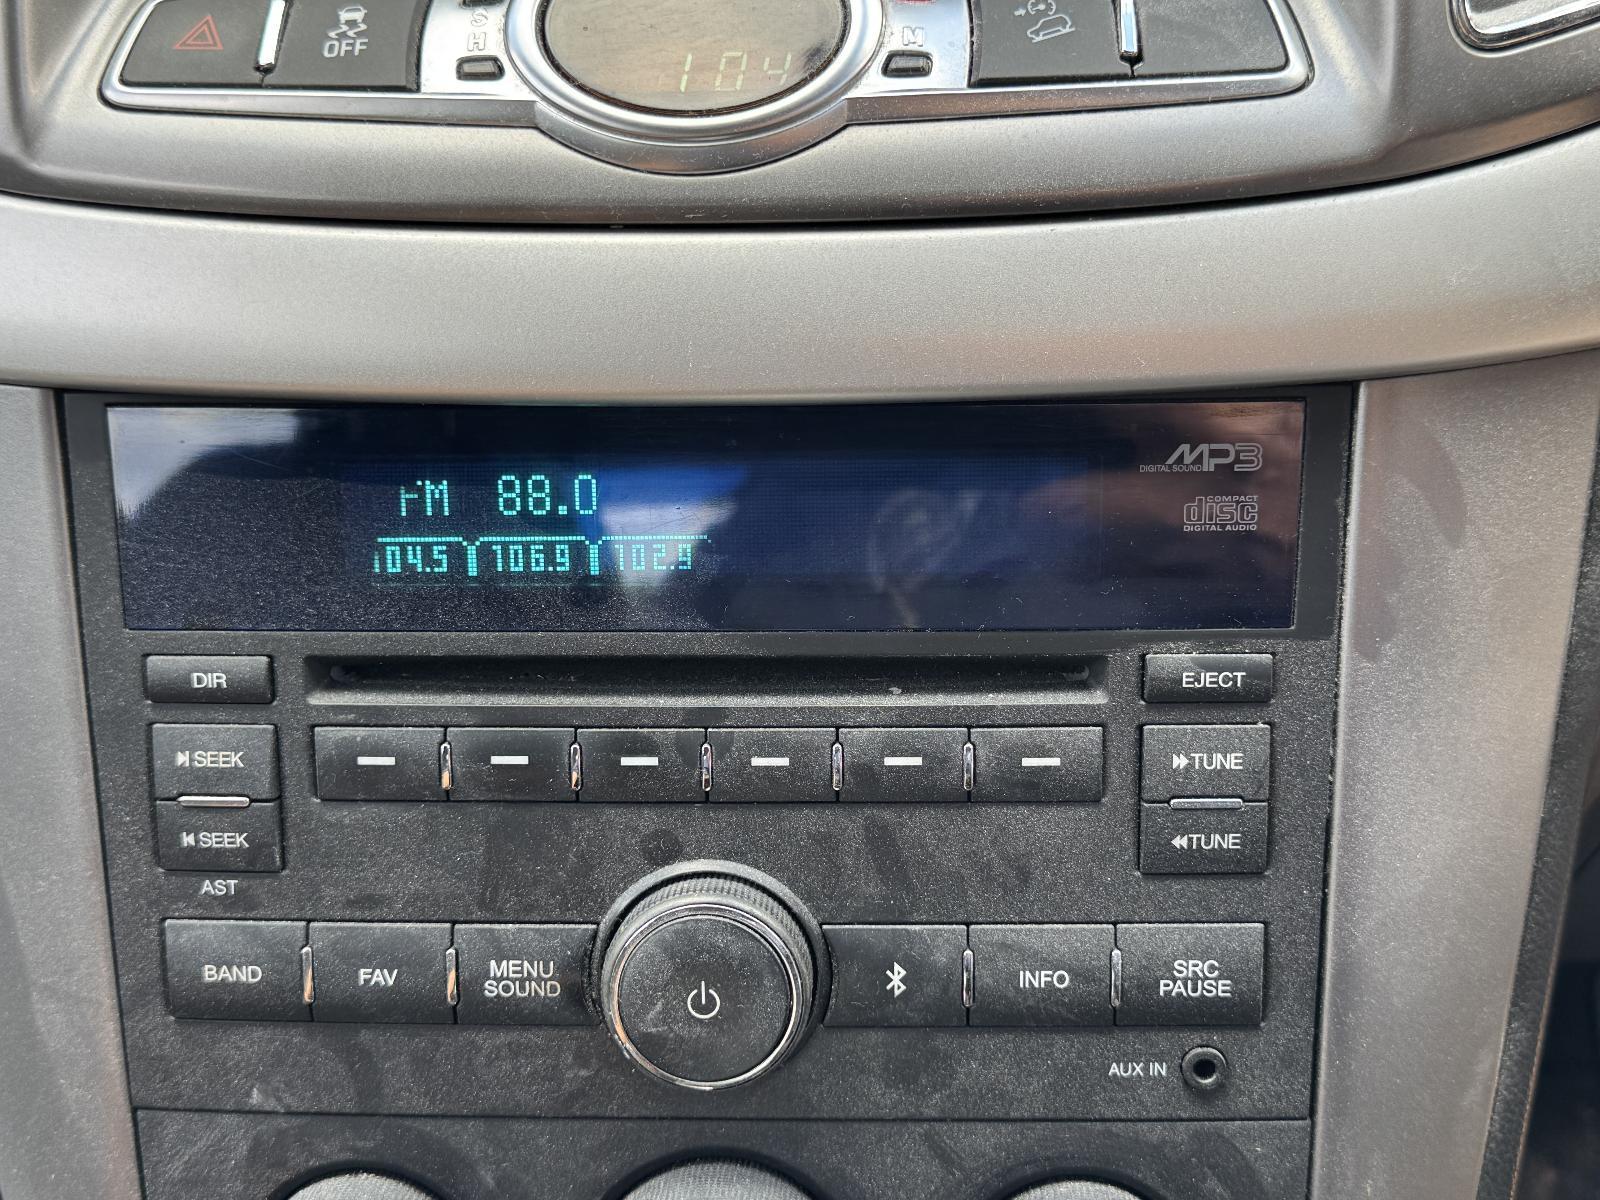 OFF
H
M
104
MP3
DIGITAL SOUND
FM 88.0
COMPACT
disc
DIGITAL AUDIO
104.5 106.9 102.9
DIR
EJECT
SEEK
TUNE
SEEK
TUNE
AST
BAND
FAV
MENU
SOUND
INFO
SRC
PAUSE
AUX IN